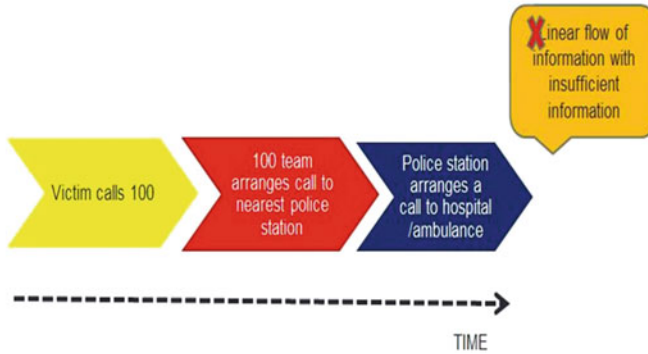 Linear flow of
information with
insufficient
information
Victim calls 100
100 team
arranges call to
nearest police
station
Police station
arranges a
call to hospital
/ambulance
TIME